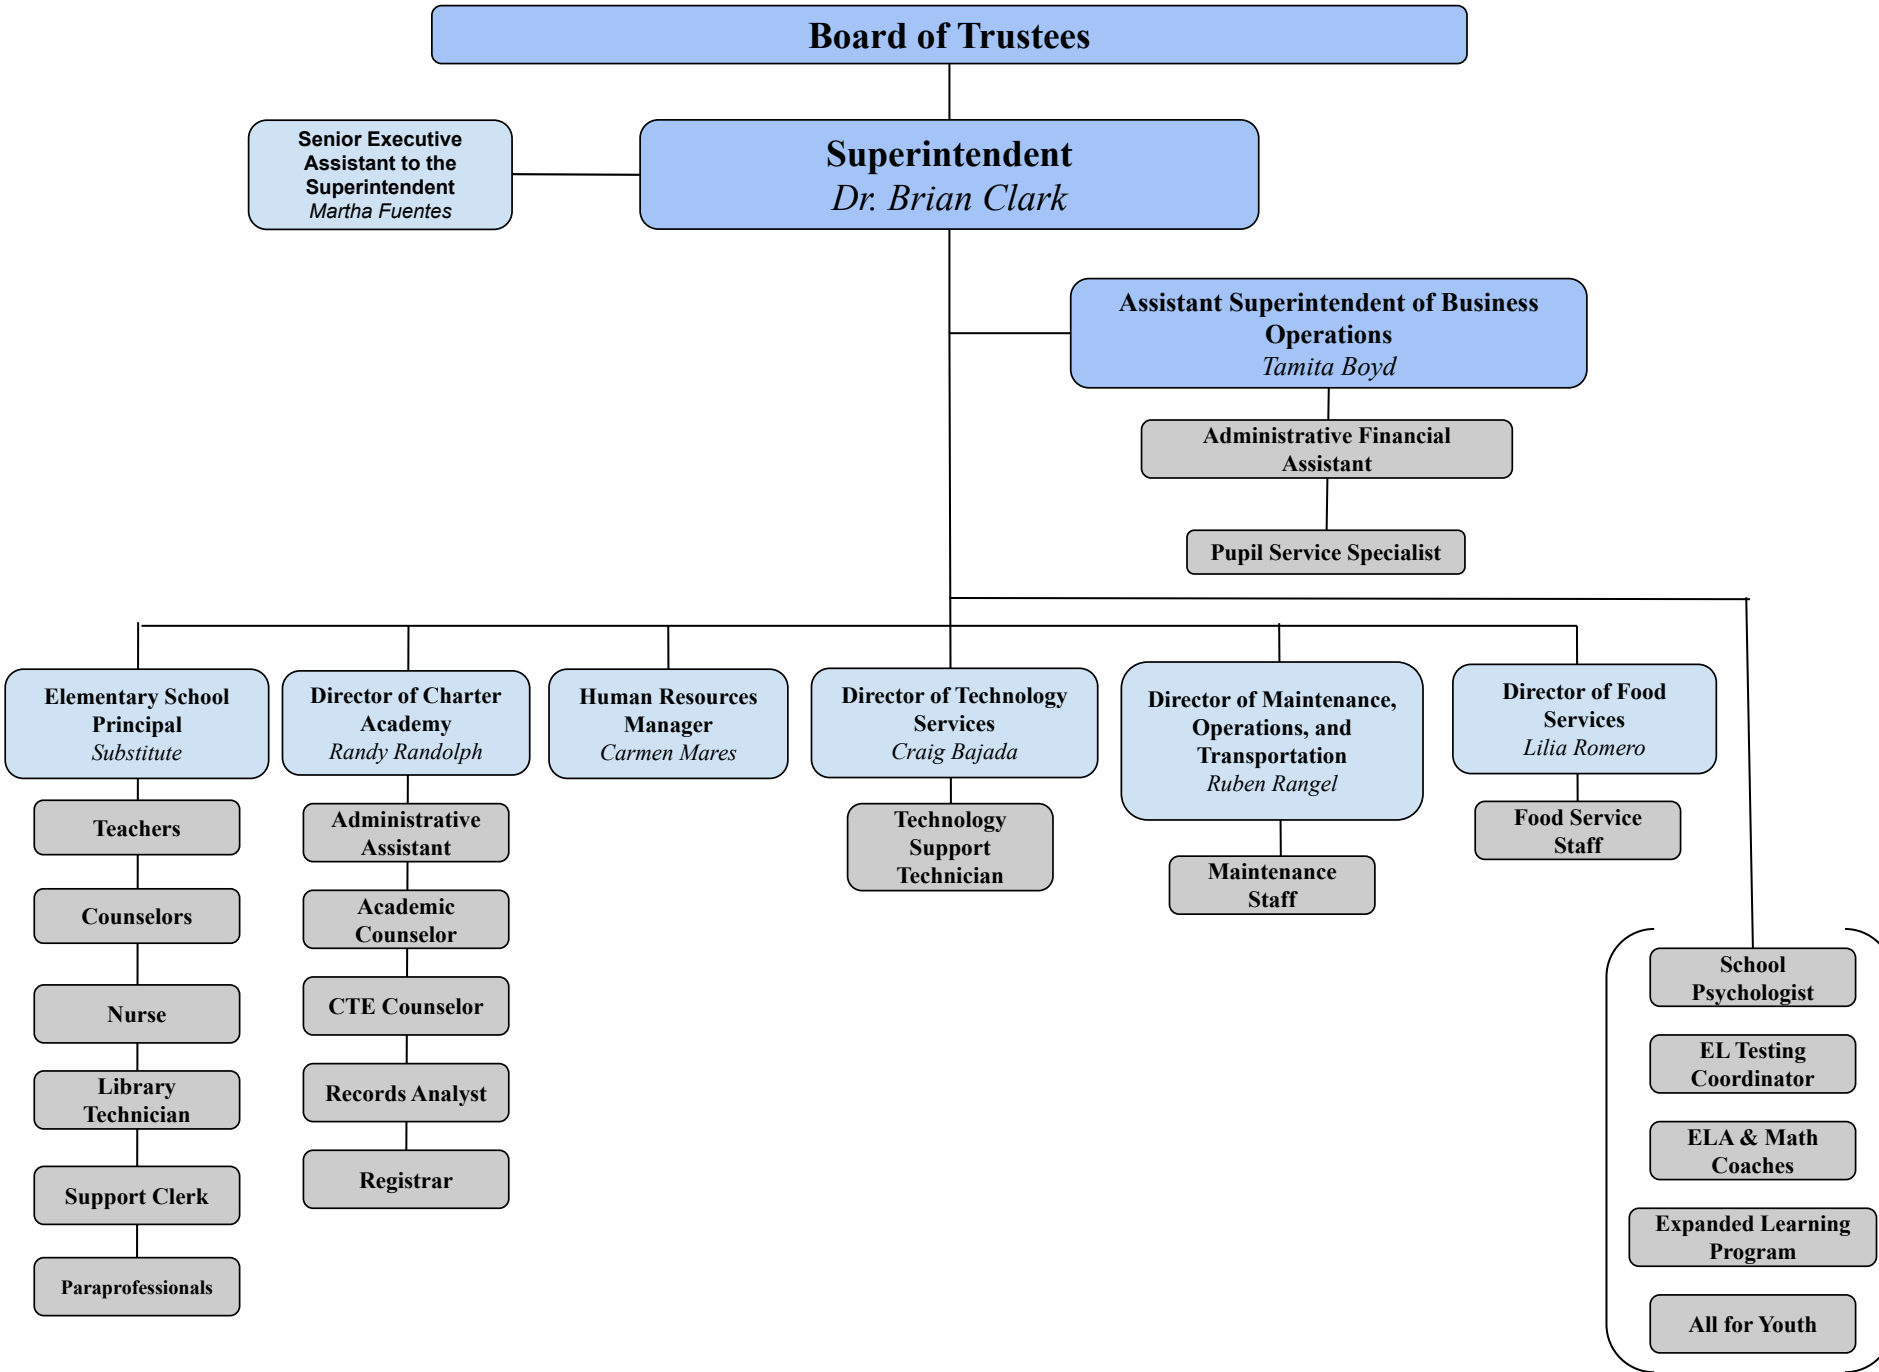 Board of Trustees
Senior Executive
Assistant to the
Superintendent
Martha Fuentes
Superintendent
Dr. Brian Clark
Assistant Superintendent of Business
Operations
Tamita Boyd
Administrative Financial
Assistant
Pupil Service Specialist
Elementary School
Principal
Substitute
Teachers
Counselors
Nurse
Library
Technician
Support Clerk
Paraprofessionals
Director of Charter
Academy
Randy Randolph
Administrative
Assistant
Academic
Counselor
CTE Counselor
Records Analyst
Registrar
Human Resources
Manager
Carmen Mares
Director of Technology
Services
Craig Bajada
Technology
Support
Technician
Director of Maintenance,
Operations, and
Transportation
Ruben Rangel
Maintenance
Staff
Director of Food
Services
Lilia Romero
Food Service
Staff
School
Psychologist
EL Testing
Coordinator
ELA & Math
Coaches
Expanded Learning
Program
All for Youth